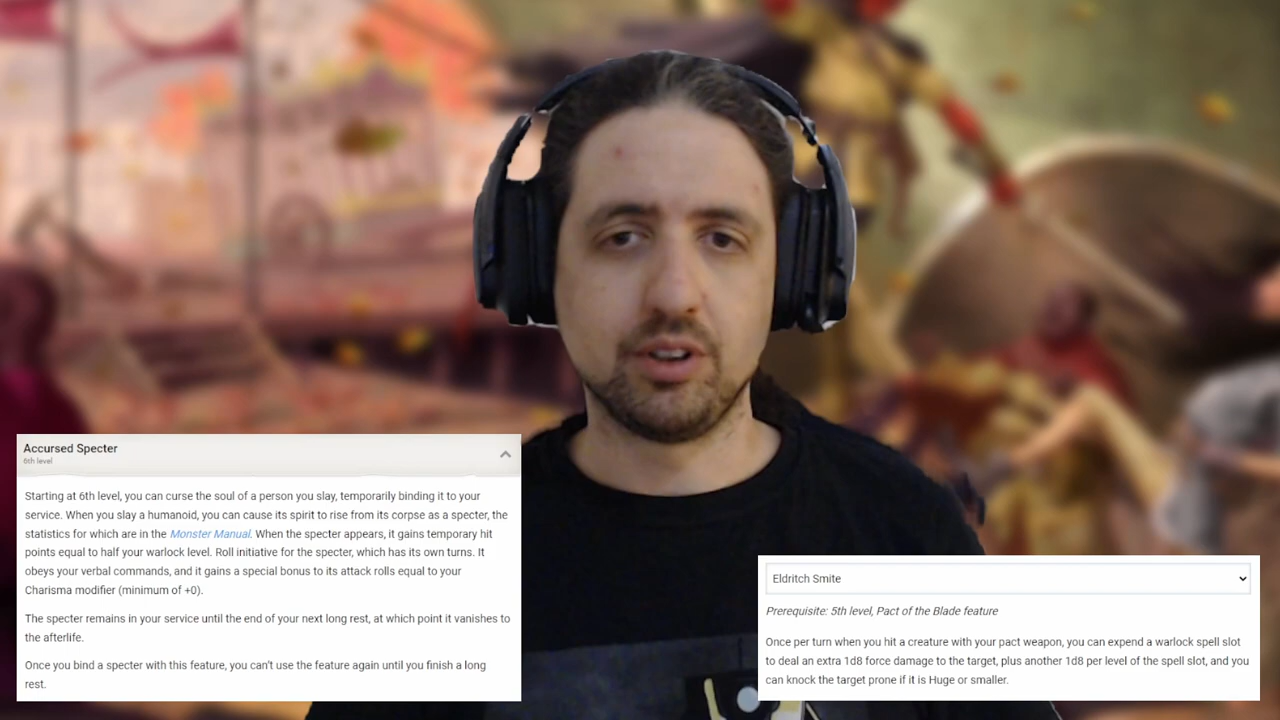 Accursed Specter
6th level
Starting at 6th level, you can curse the soul of a person you slay, temporarily binding it to your
service. When you slay a humanoid, you can cause its spirit to rise from its corpse as a specter, the
statistics for which are in the Monster Manual. When the specter appears, it gains temporary hit
points equal to half your warlock level. Roll initiative for the specter, which has its own turns. It
obeys your verbal commands, and it gains a special bonus to its attack rolls equal to your
Charisma modifier (minimum of +0).
The specter remains in your service until the end of your next long rest, at which point it vanishes to
the afterlife.
Once you bind a specter with this feature, you can't use the feature again until you finish a long
rest.
Eldritch Smite
Prerequisite: 5th level, Pact of the Blade feature
Once per turn when you hit a creature with your pact weapon, you can expend a warlock spell slot
to deal an extra 1d8 force damage to the target, plus another 1d8 per level of the spell slot, and you
can knock the target prone if it is Huge or smaller.